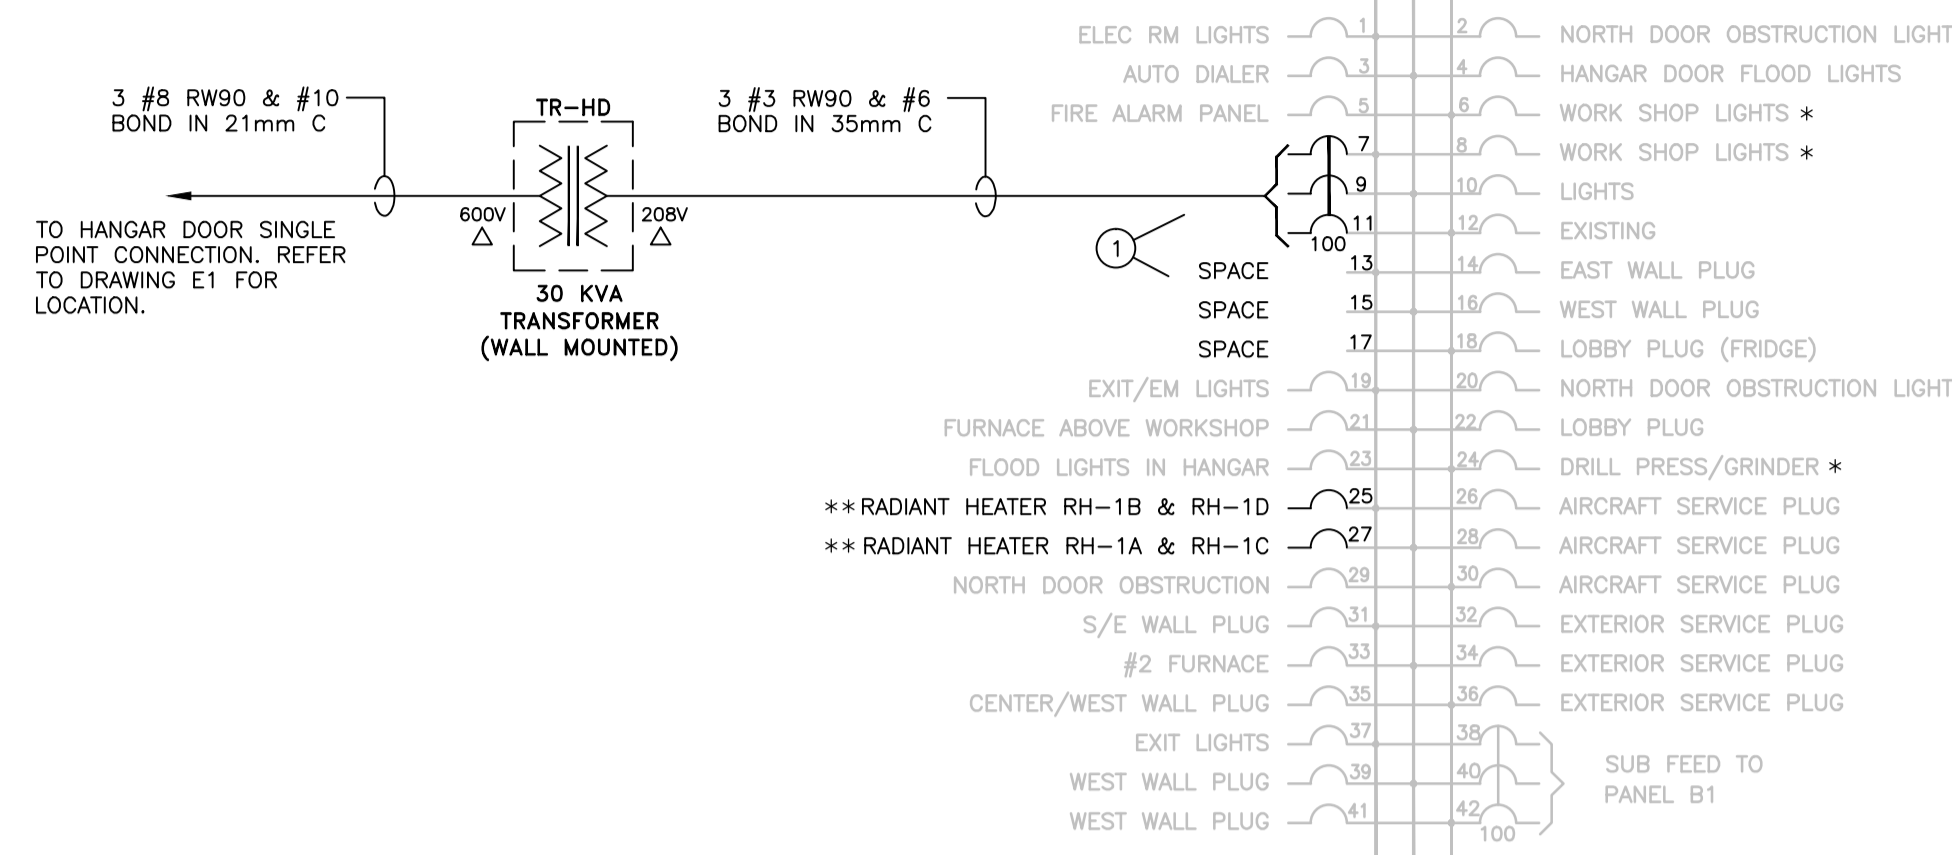 3 #8 RW90 & #10
BOND IN 21mm C
TR-HD
3 #3 RW90 & #6
BOND IN 35mm C
600V
△
208V
△
TO HANGAR DOOR SINGLE
POINT CONNECTION. REFER
TO DRAWING E1 FOR
LOCATION.
30 KVA
TRANSFORMER
(WALL MOUNTED)
1
ELEC RM LIGHTS 1 2 NORTH DOOR OBSTRUCTION LIGHT
AUTO DIALER 3 4 HANGAR DOOR FLOOD LIGHTS
FIRE ALARM PANEL 5 6 WORK SHOP LIGHTS *
7 8 WORK SHOP LIGHTS *
9 10 LIGHTS
11 12 EXISTING
100
SPACE 13 14 EAST WALL PLUG
SPACE 15 16 WEST WALL PLUG
SPACE 17 18 LOBBY PLUG (FRIDGE)
EXIT/EM LIGHTS 19 20 NORTH DOOR OBSTRUCTION LIGHT
FURNACE ABOVE WORKSHOP 21 22 LOBBY PLUG
FLOOD LIGHTS IN HANGAR 23 24 DRILL PRESS/GRINDER *
**RADIANT HEATER RH-1B & RH-1D 25 26 AIRCRAFT SERVICE PLUG
**RADIANT HEATER RH-1A & RH-1C 27 28 AIRCRAFT SERVICE PLUG
NORTH DOOR OBSTRUCTION 29 30 AIRCRAFT SERVICE PLUG
S/E WALL PLUG 31 32 EXTERIOR SERVICE PLUG
#2 FURNACE 33 34 EXTERIOR SERVICE PLUG
CENTER/WEST WALL PLUG 35 36 EXTERIOR SERVICE PLUG
EXIT LIGHTS 37 38
WEST WALL PLUG 39 40
WEST WALL PLUG 41 42
100
SUB FEED TO
PANEL B1